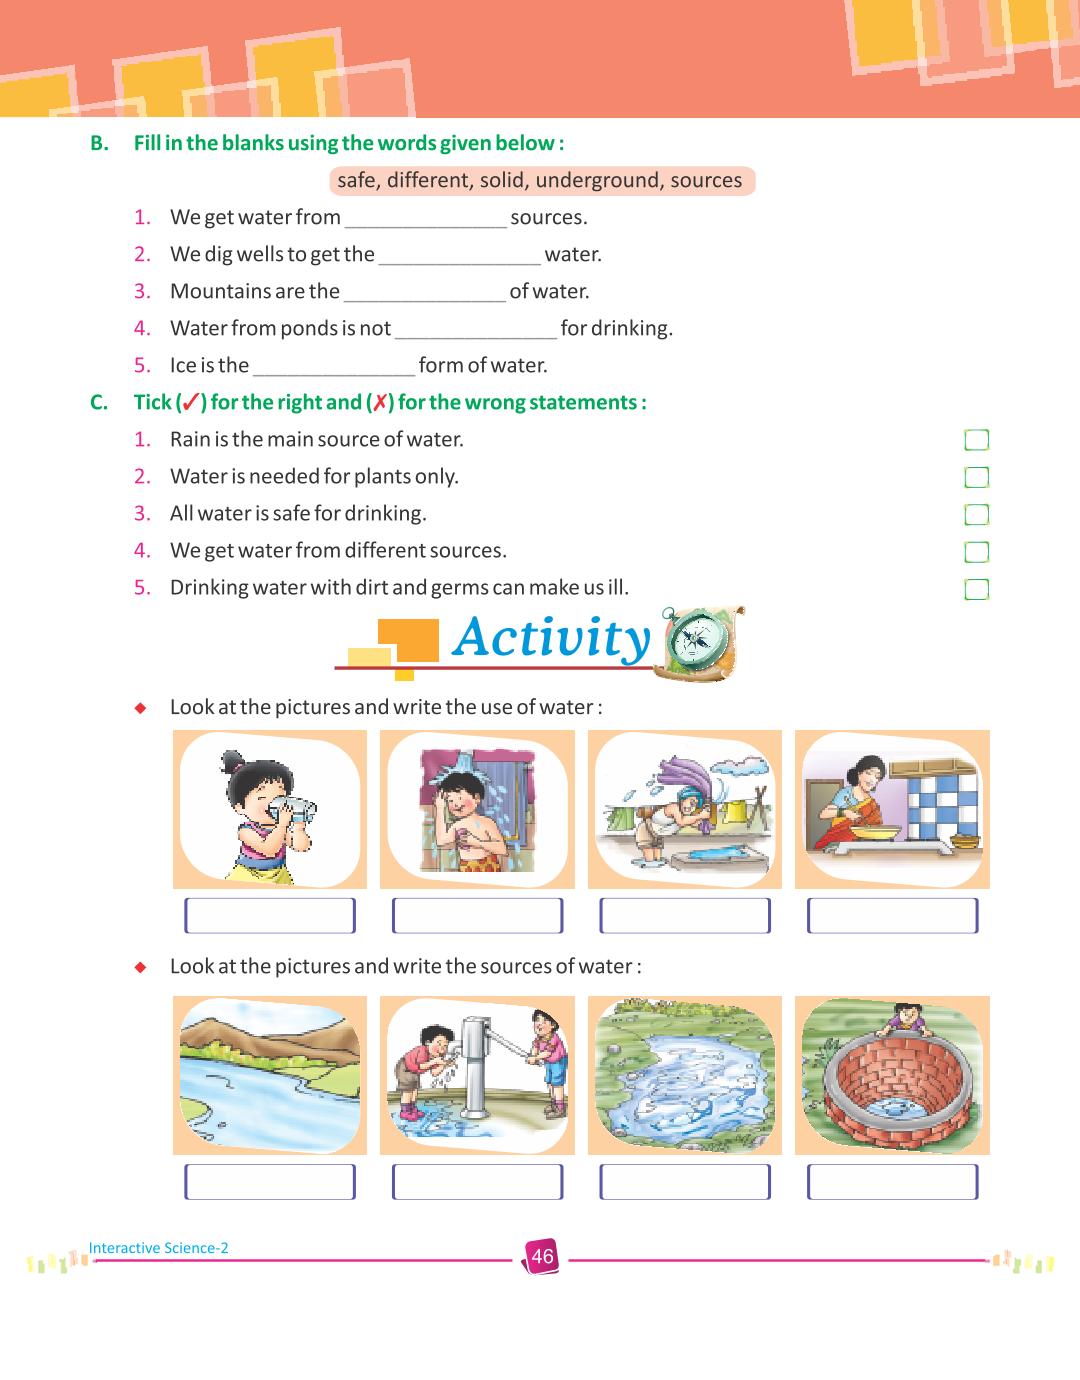 B. Fill in the blanks using the words given below :
safe, different, solid, underground, sources
1. We get water from ______________ sources.
2. We dig wells to get the ______________ water.
3. Mountains are the ______________ of water.
4. Water from ponds is not ______________ for drinking.
5. Ice is the ______________ form of water.
C. Tick (✓) for the right and (✗) for the wrong statements :
1. Rain is the main source of water.
2. Water is needed for plants only.
3. All water is safe for drinking.
4. We get water from different sources.
5. Drinking water with dirt and germs can make us ill.
Activity
◆ Look at the pictures and write the use of water :
◆ Look at the pictures and write the sources of water :
Interactive Science-2
46